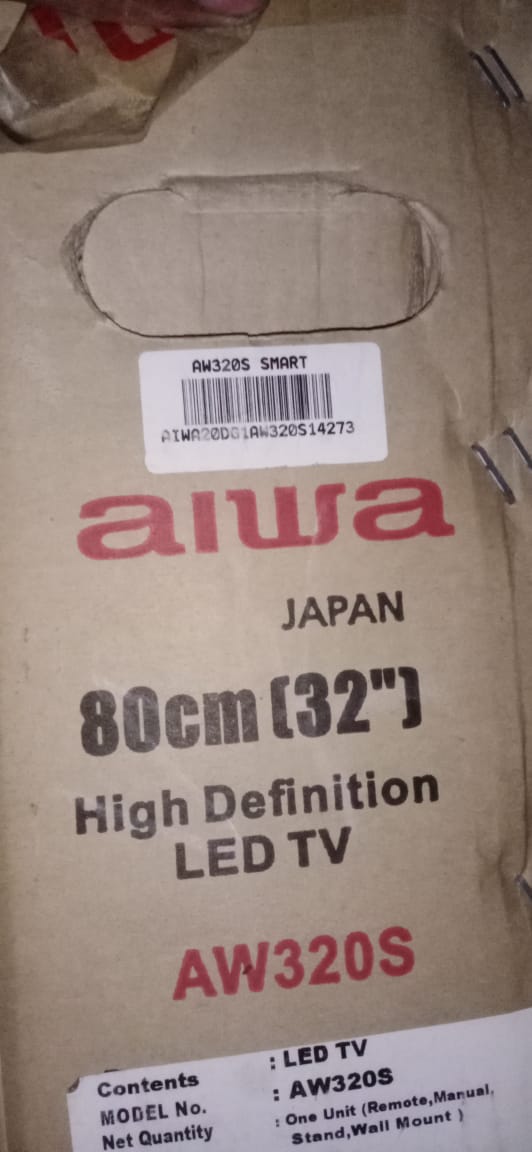 AW320S SMART
AIWA20DG1AW320S14273
aiwa
JAPAN
80cm (32")
High Definition
LED TV
AW320S
Contents : LED TV
MODEL No. : AW320S
Net Quantity : One Unit (Remote,Manual,
Stand,Wall Mount )